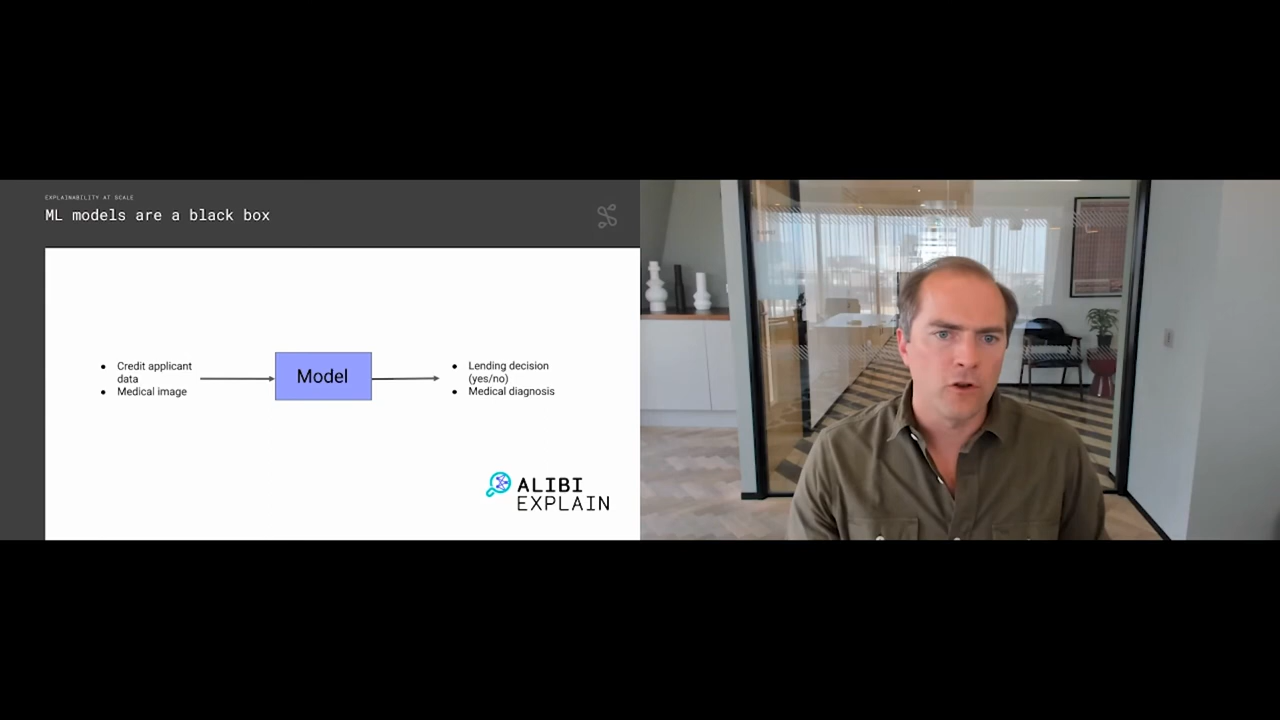 EXPLAINABILITY AT SCALE
ML models are a black box
● Credit applicant
data
● Medical image
Model
● Lending decision
(yes/no)
● Medical diagnosis
ALIBI
EXPLAIN